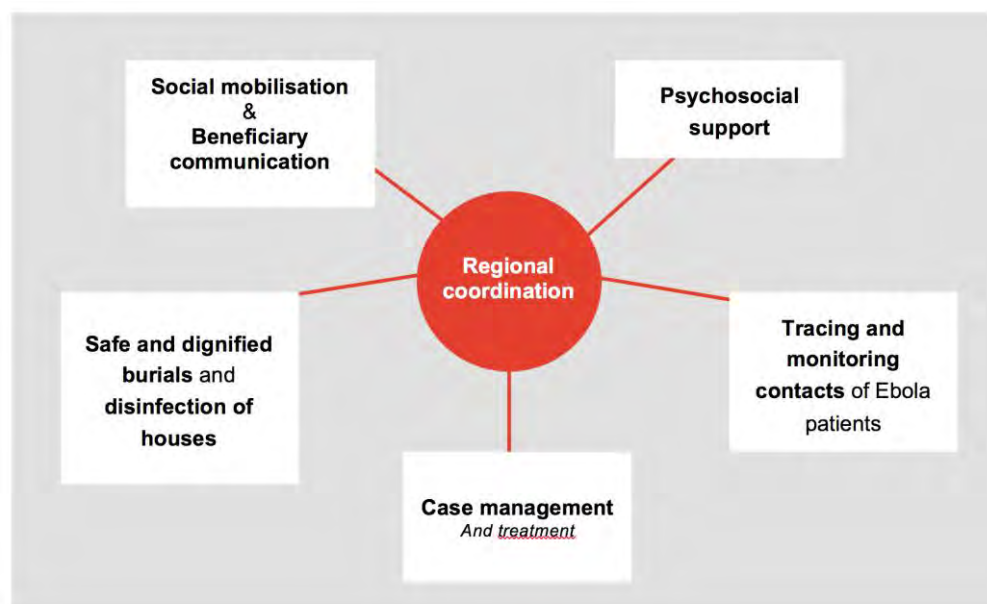 Social mobilisation
&
Beneficiary
communication
Psychosocial
support
Regional
coordination
Safe and dignified
burials and
disinfection of
houses
Tracing and
monitoring
contacts of Ebola
patients
Case management
And treatment